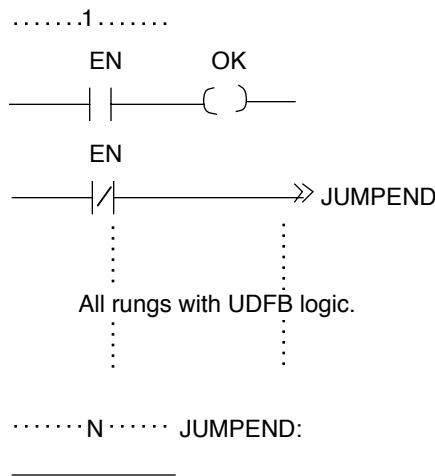 .......1.......
EN OK
EN
JUMPEND
All rungs with UDFB logic.
.......N...... JUMPEND: